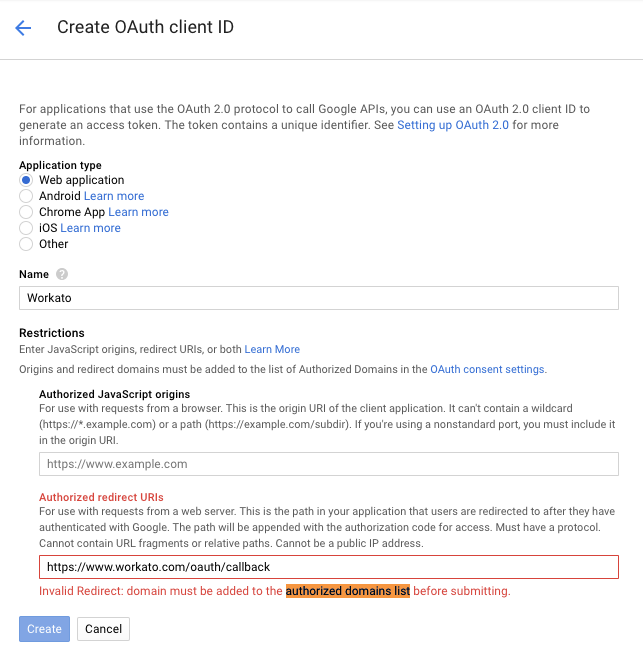 Create OAuth client ID
For applications that use the OAuth 2.0 protocol to call Google APIs, you can use an OAuth 2.0 client ID to
generate an access token. The token contains a unique identifier. See Setting up OAuth 2.0 for more
information.
Application type
Web application
Android Learn more
Chrome App Learn more
iOS Learn more
Other
Name ?
Workato
Restrictions
Enter JavaScript origins, redirect URIs, or both Learn More
Origins and redirect domains must be added to the list of Authorized Domains in the OAuth consent settings.
Authorized JavaScript origins
For use with requests from a browser. This is the origin URI of the client application. It can't contain a wildcard
(https://*.example.com) or a path (https://example.com/subdir). If you're using a nonstandard port, you must include it
in the origin URI.
https://www.example.com
Authorized redirect URIs
For use with requests from a web server. This is the path in your application that users are redirected to after they have
authenticated with Google. The path will be appended with the authorization code for access. Must have a protocol.
Cannot contain URL fragments or relative paths. Cannot be a public IP address.
https://www.workato.com/oauth/callback
Invalid Redirect: domain must be added to the authorized domains list before submitting.
Create Cancel